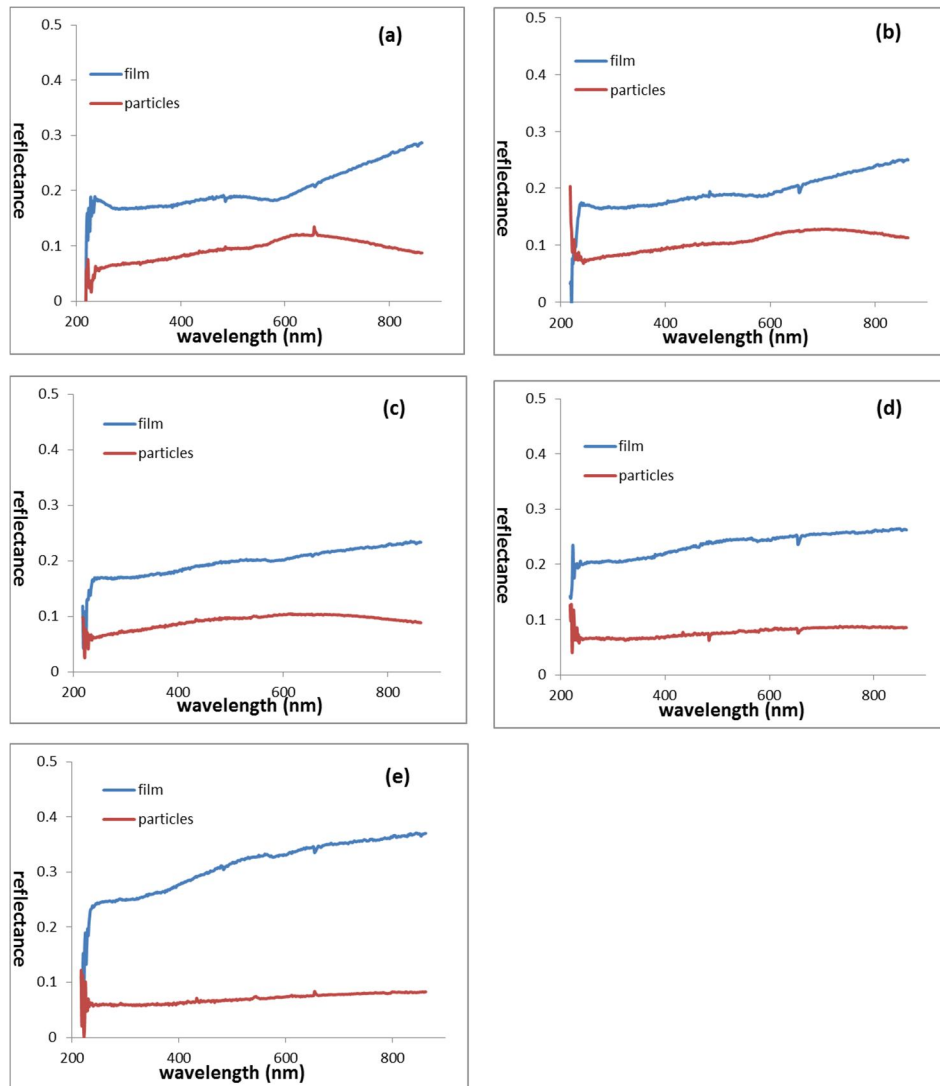 (a)
0.5
0.4
0.3
0.2
0.1
0
film
particles
reflectance
200 400 600 800
wavelength (nm)
(b)
0.5
0.4
0.3
0.2
0.1
0
film
particles
reflectance
200 400 600 800
wavelength (nm)
(c)
0.5
0.4
0.3
0.2
0.1
0
film
particles
reflectance
200 400 600 800
wavelength (nm)
(d)
0.5
0.4
0.3
0.2
0.1
0
film
particles
reflectance
200 400 600 800
wavelength (nm)
(e)
0.5
0.4
0.3
0.2
0.1
0
film
particles
reflectance
200 400 600 800
wavelength (nm)